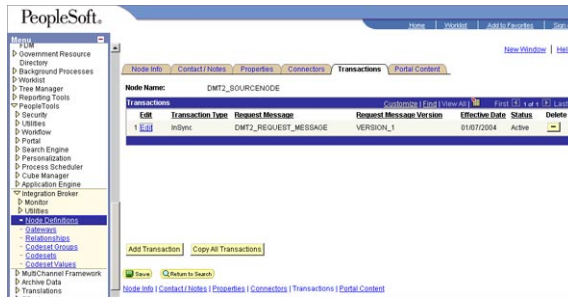 PeopleSoft.
Home | Worklist | Add to Favorites | Sign
New Window | Hel
Menu
FDM
Government Resource
Directory
Background Processes
Worklist
Tree Manager
Reporting Tools
PeopleTools
Security
Utilities
Workflow
Portal
Search Engine
Personalization
Process Scheduler
Cube Manager
Application Engine
Integration Broker
Monitor
Utilities
- Node Definitions
- Gateways
- Relationships
- Codeset Groups
- Codesets
- Codeset Values
MultiChannel Framework
Archive Data
Translations
Node Info
Contact / Notes
Properties
Connectors
Transactions
Portal Content
Node Name: DMT2_SOURCENODE
Transactions Customize | Find | View All | First 1 of 1 Last
Edit Transaction Type Request Message Request Message Version Effective Date Status Delete
1 Edit InSync DMT2_REQUEST_MESSAGE VERSION_1 01/07/2004 Active
Add Transaction Copy All Transactions
Save Return to Search
Node Info | Contact / Notes | Properties | Connectors | Transactions | Portal Content